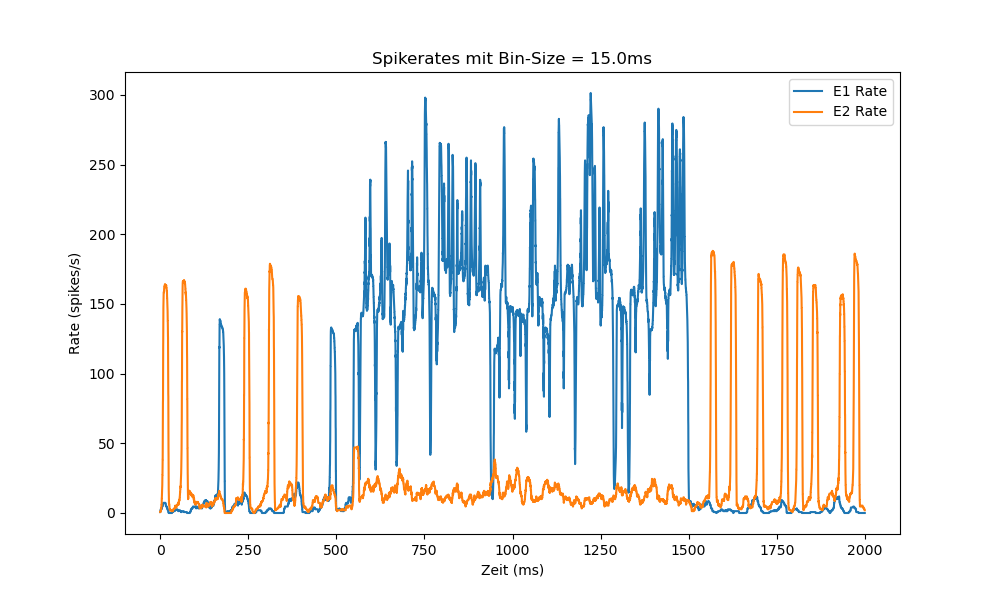 Spikerates mit Bin-Size = 15.0ms
E1 Rate
E2 Rate
Rate (spikes/s)
300
250
200
150
100
50
0
0 250 500 750 1000 1250 1500 1750 2000
Zeit (ms)